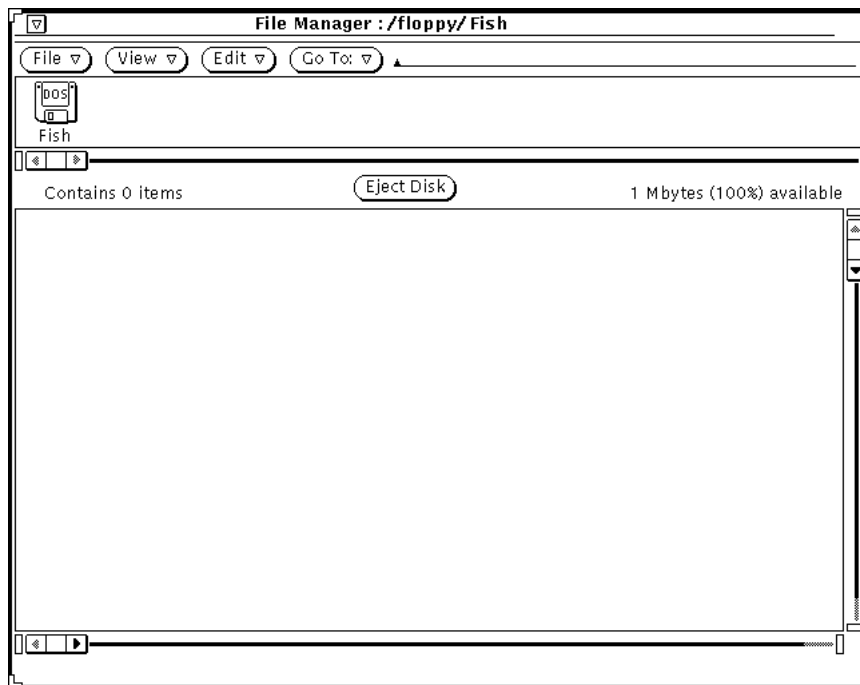 File Manager : /floppy/Fish
File View Edit Go To:
DOS
Fish
Contains 0 items Eject Disk 1 Mbytes (100%) available